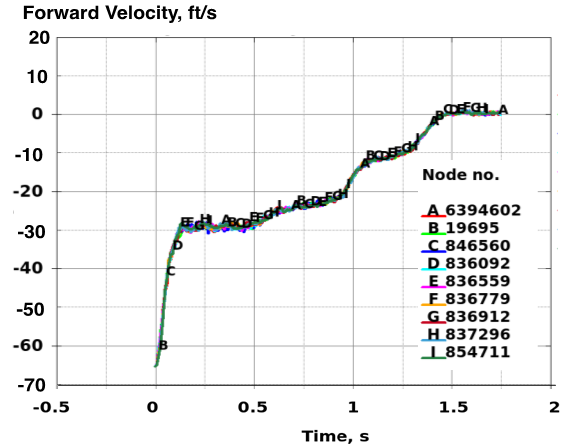 Forward Velocity, ft/s
20
10
0
-10
-20
-30
-40
-50
-60
-70
-0.5
0
0.5
1
1.5
2
Time, s
Node no.
A 6394602
B 19695
C 846560
D 836092
E 836559
F 836779
G 836912
H 837296
I 854711